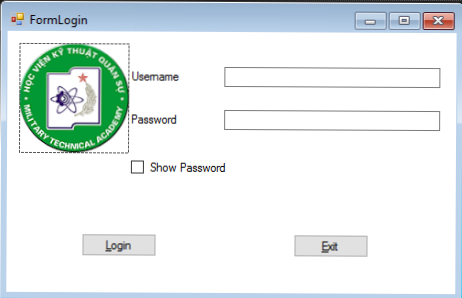 FormLogin
HỌC VIỆN KỸ THUẬT QUÂN SỰ
MILITARY TECHNICAL ACADEMY
Username
Password
Show Password
Login
Exit